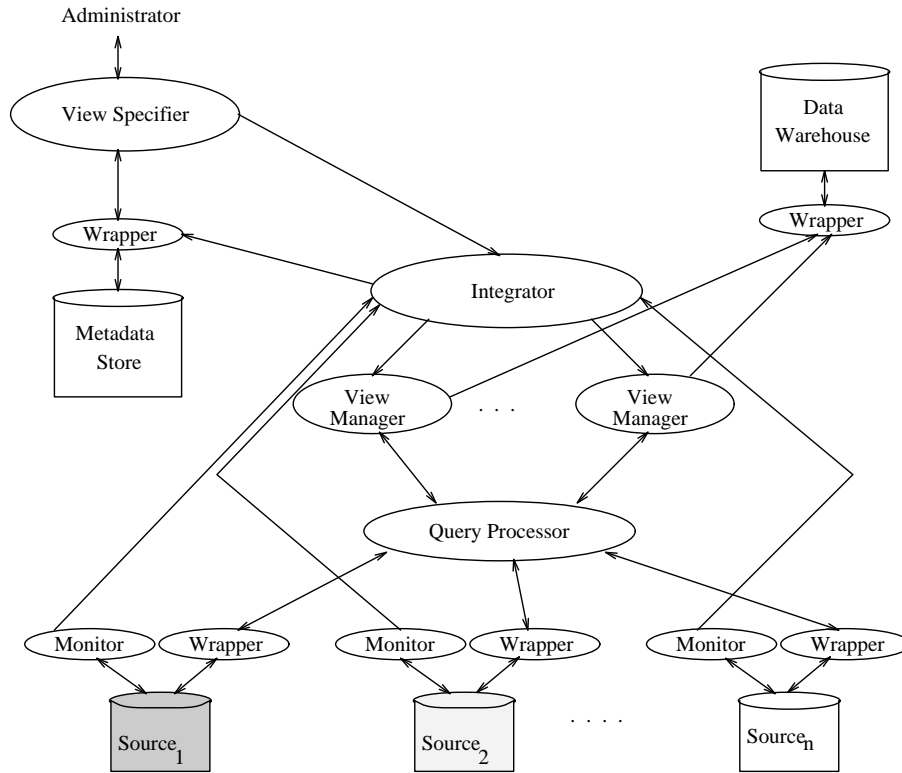 Administrator
View Specifier
Data
Warehouse
Wrapper
Wrapper
Integrator
Metadata
Store
View
Manager
. . .
View
Manager
Query Processor
Monitor
Wrapper
Monitor
Wrapper
Monitor
Wrapper
Source1
Source2
. . . .
Sourcen